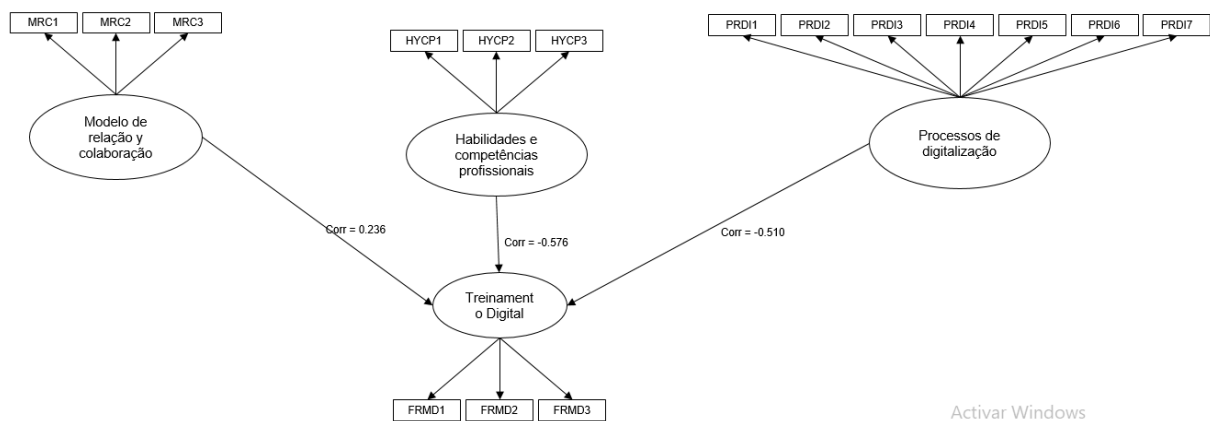 MRC1 MRC2 MRC3
HYCP1 HYCP2 HYCP3
PRDI1 PRDI2 PRDI3 PRDI4 PRDI5 PRDI6 PRDI7
Modelo de
relação y
colaboração
Habilidades e
competências
profissionais
Processos de
digitalização
Corr = 0.236
Corr = -0.576
Corr = -0.510
Treinament
o Digital
FRMD1 FRMD2 FRMD3
Activar Windows